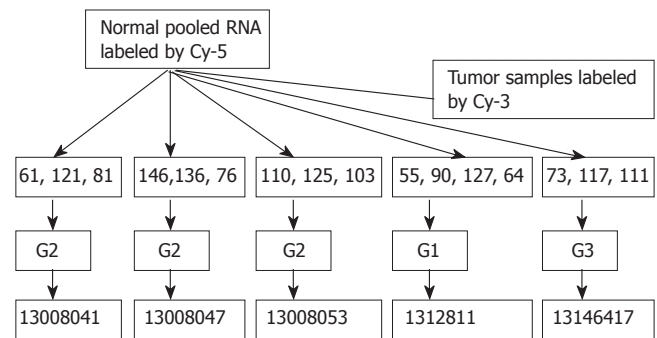 Normal pooled RNA
labeled by Cy-5
Tumor samples labeled
by Cy-3
61, 121, 81
146,136, 76
110, 125, 103
55, 90, 127, 64
73, 117, 111
G2
G2
G2
G1
G3
13008041
13008047
13008053
1312811
13146417